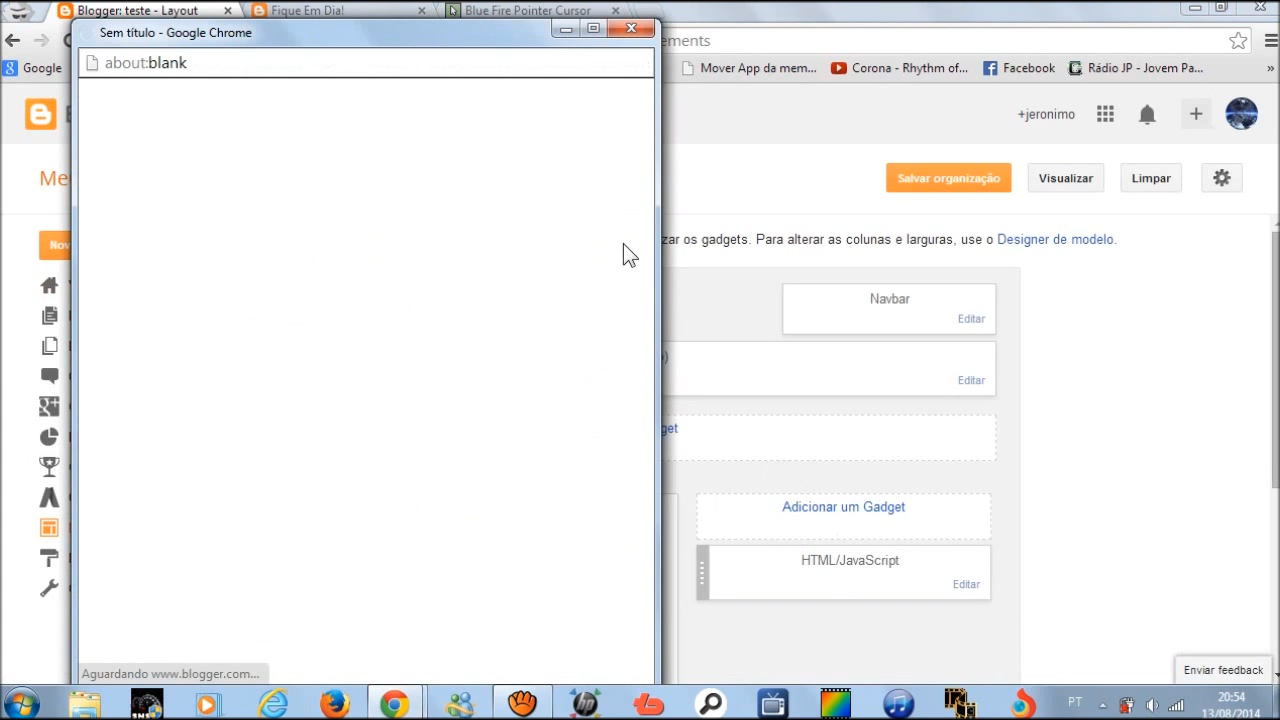 Blogger: teste - Layout
Fique Em Dia!
Blue Fire Pointer Cursor
Sem título - Google Chrome
about:blank
ements
Google
Mover App da mem...
Corona - Rhythm of...
Facebook
Rádio JP - Jovem Pa...
»
+jeronimo
Me
Salvar organização
Visualizar
Limpar
Nov
zar os gadgets. Para alterar as colunas e larguras, use o Designer de modelo.
Navbar
Editar
Editar
get
Adicionar um Gadget
HTML/JavaScript
Editar
Aguardando www.blogger.com...
Enviar feedback
PT
20:54
13/08/2014